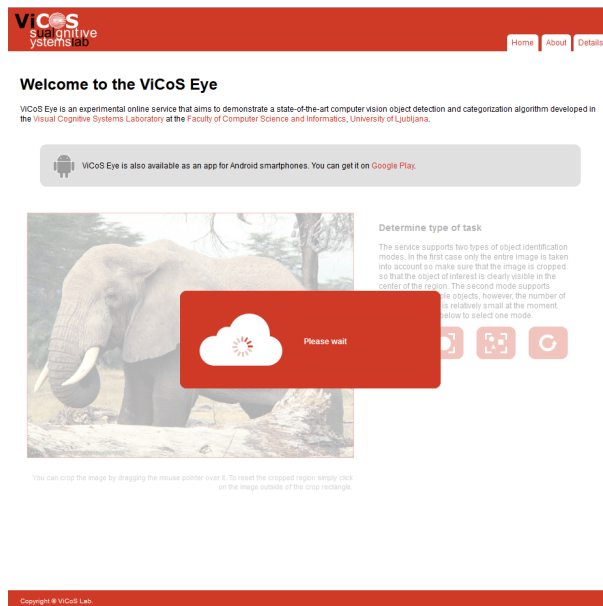 ViCoS
sualgnitive
ystemslab
Home About Details
Welcome to the ViCoS Eye
ViCoS Eye is an experimental online service that aims to demonstrate a state-of-the-art computer vision object detection and categorization algorithm developed in
the Visual Cognitive Systems Laboratory at the Faculty of Computer Science and Informatics, University of Ljubljana.
ViCoS Eye is also available as an app for Android smartphones. You can get it on Google Play.
Determine type of task
The service supports two types of object identification
modes. In the first case only the entire image is taken
into account so make sure that the image is cropped
so that the object of interest is clearly visible in the
center of the region. The second mode supports
le objects, however, the number of
is relatively small at the moment.
below to select one mode.
Please wait
You can crop the image by dragging the mouse pointer over it. To reset the cropped region simply click
on the image outside of the crop rectangle.
Copyright © ViCoS Lab.